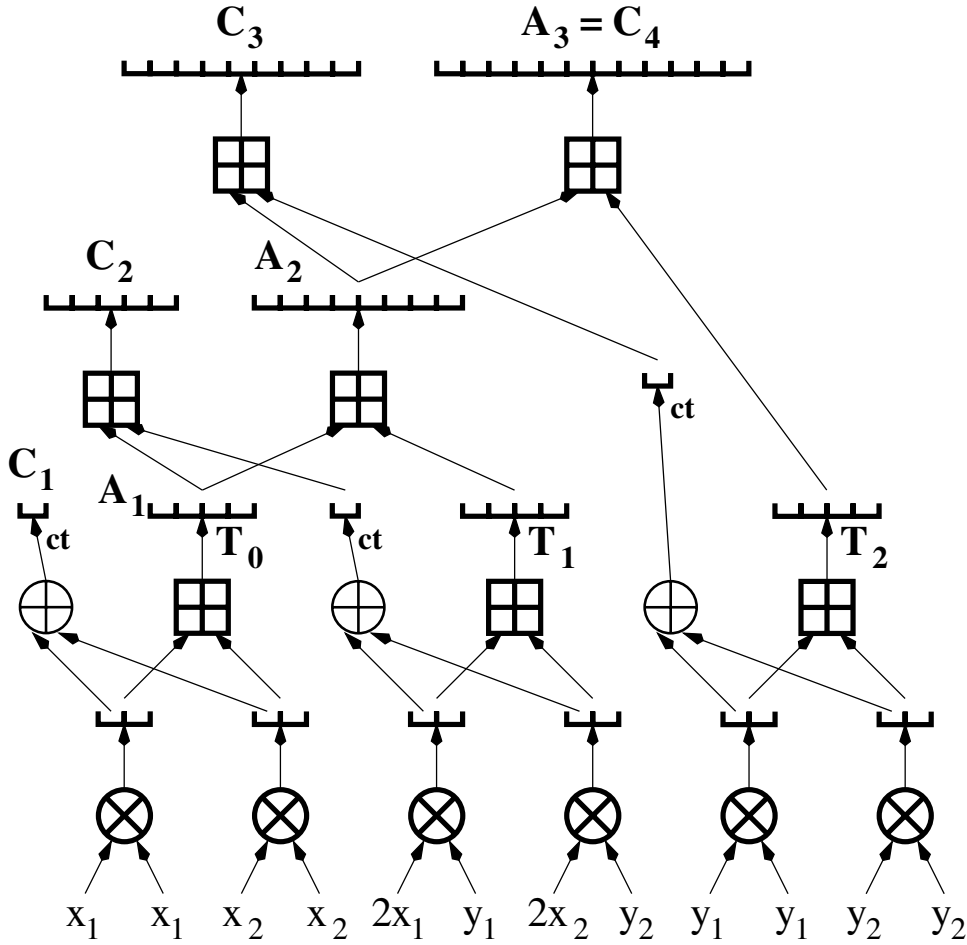 C₃ A₃ = C₄
C₂ A₂
ct
C₁ A₁
ct T₀ ct T₁ T₂
x₁ x₁ x₂ x₂ 2x₁ y₁ 2x₂ y₂ y₁ y₁ y₂ y₂